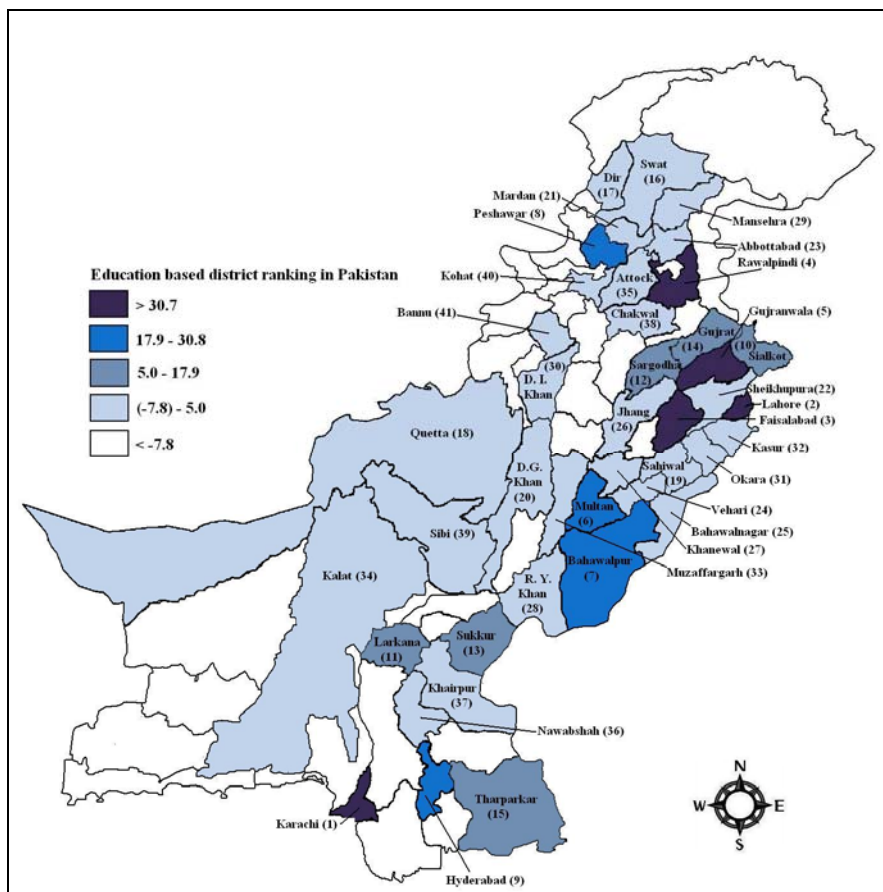 Dir
(17)
Swat
(16)
Mardan (21)
Peshawar (8)
Mansehra (29)
Abbottabad (23)
Rawalpindi (4)
Education based district ranking in Pakistan
> 30.7
17.9 - 30.8
5.0 - 17.9
(-7.8) - 5.0
< -7.8
Kohat (40)
Attock
(35)
Bannu (41)
Chakwal
(38)
Gujranwala (5)
Gujrat
(14)
(10)
Sialkot
Sargodha
(12)
(30)
D. I.
Khan
Sheikhupura(22)
Lahore (2)
Jhang
(26)
Faisalabad (3)
Quetta (18)
Kasur (32)
D.G.
Khan
(20)
Sahiwal
(19)
Okara (31)
Multan
(6)
Vehari (24)
Sibi (39)
Bahawalnagar (25)
Khanewal (27)
Kalat (34)
Bahawalpur
(7)
Muzaffargarh (33)
R. Y.
Khan
(28)
Larkana
(11)
Sukkur
(13)
Khairpur
(37)
Nawabshah (36)
Tharparkar
(15)
Karachi (1)
Hyderabad (9)
N
W
E
S